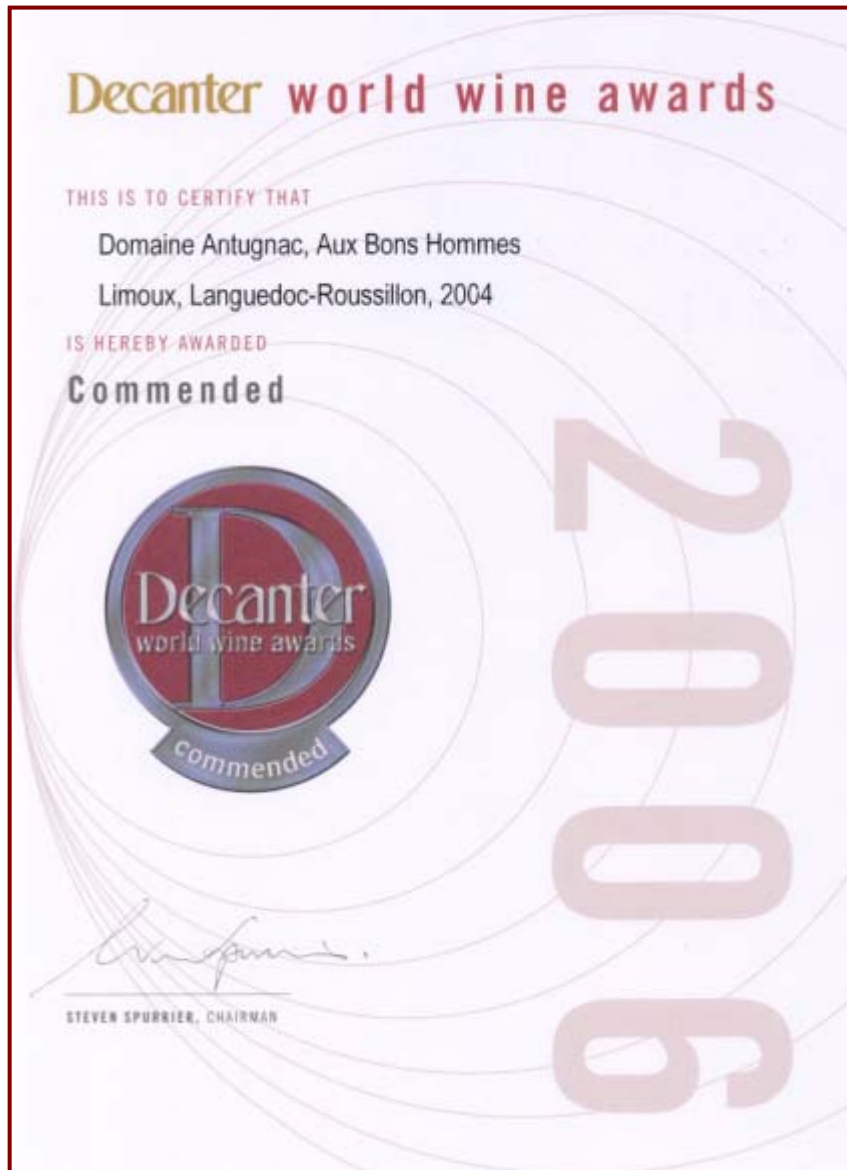 Decanter world wine awards
THIS IS TO CERTIFY THAT
Domaine Antugnac, Aux Bons Hommes
Limoux, Languedoc-Roussillon, 2004
IS HEREBY AWARDED
Commended
D
Decanter
world wine awards
commended
2006
STEVEN SPURRIER, CHAIRMAN